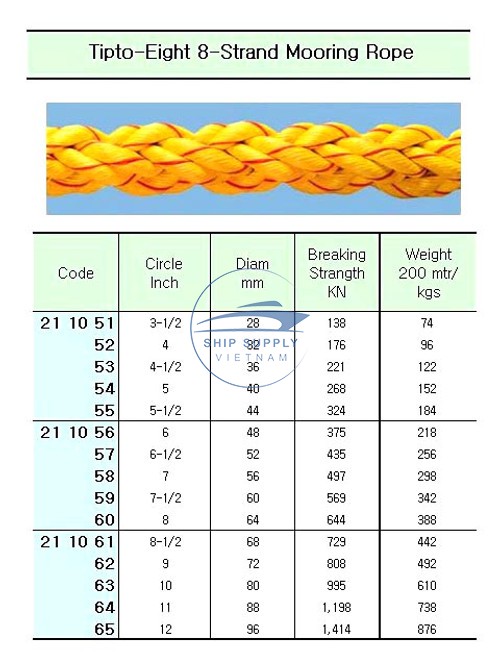 Tipto-Eight 8-Strand Mooring Rope
Code Circle Inch Diam mm Breaking Strangth KN Weight 200 mtr/ kgs
21 10 51 3-1/2 28 138 74
52 4 32 176 96
SHIP SUPPLY
VIETNAM
53 4-1/2 36 221 122
54 5 40 268 152
55 5-1/2 44 324 184
21 10 56 6 48 375 218
57 6-1/2 52 435 256
58 7 56 497 298
59 7-1/2 60 569 342
60 8 64 644 388
21 10 61 8-1/2 68 729 442
62 9 72 808 492
63 10 80 995 610
64 11 88 1,198 738
65 12 96 1,414 876